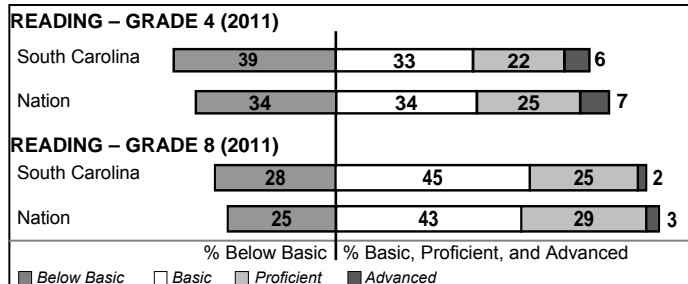 READING – GRADE 4 (2011)
South Carolina 39 33 22 6
Nation 34 34 25 7
READING – GRADE 8 (2011)
South Carolina 28 45 25 2
Nation 25 43 29 3
% Below Basic % Basic, Proficient, and Advanced
Below Basic Basic Proficient Advanced